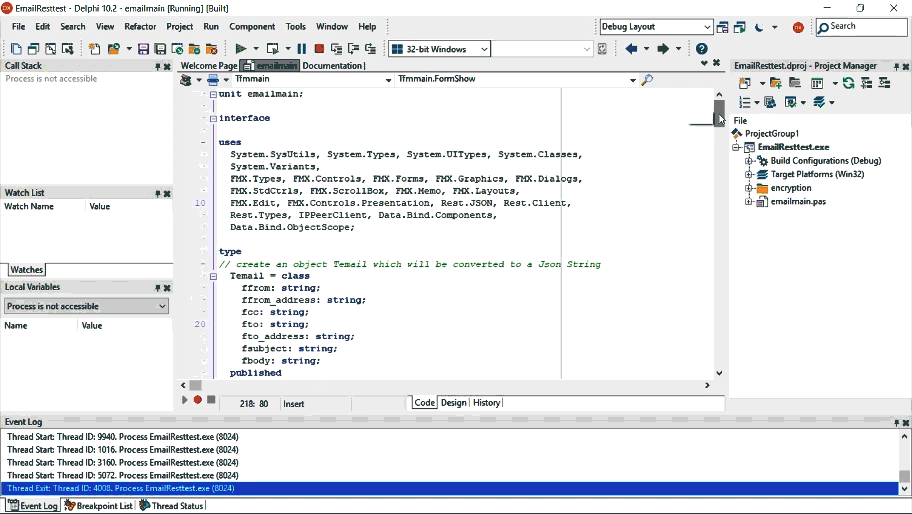 EmailResttest - Delphi 10.2 - emailmain [Running] [Built]
File Edit Search View Refactor Project Run Component Tools Window Help
Debug Layout
Search
32-bit Windows
Call Stack
Process is not accessible
Watch List
Watch Name Value
Watches
Local Variables
Process is not accessible
Name Value
Welcome Page emailmain Documentation
Tfmmain Tfmmain.FormShow
unit emailmain;
interface
uses
System.SysUtils, System.Types, System.UITypes, System.Classes,
System.Variants,
FMX.Types, FMX.Controls, FMX.Forms, FMX.Graphics, FMX.Dialogs,
FMX.StdCtrls, FMX.ScrollBox, FMX.Memo, FMX.Layouts,
10 FMX.Edit, FMX.Controls.Presentation, Rest.JSON, Rest.Client,
Rest.Types, IPPeerClient, Data.Bind.Components,
Data.Bind.ObjectScope;
type
// create an object Temail which will be converted to a Json String
Temail = class
ffrom: string;
ffrom_address: string;
fcc: string;
20 fto: string;
fto_address: string;
fsubject: string;
fbody: string;
published
218: 80 Insert
Code Design History
EmailResttest.dproj - Project Manager
File
ProjectGroup1
EmailResttest.exe
Build Configurations (Debug)
Target Platforms (Win32)
encryption
emailmain.pas
Event Log
Thread Start: Thread ID: 9940. Process EmailResttest.exe (8024)
Thread Start: Thread ID: 1016. Process EmailResttest.exe (8024)
Thread Start: Thread ID: 3160. Process EmailResttest.exe (8024)
Thread Start: Thread ID: 5072. Process EmailResttest.exe (8024)
Thread Exit: Thread ID: 4008. Process EmailResttest.exe (8024)
Event Log Breakpoint List Thread Status